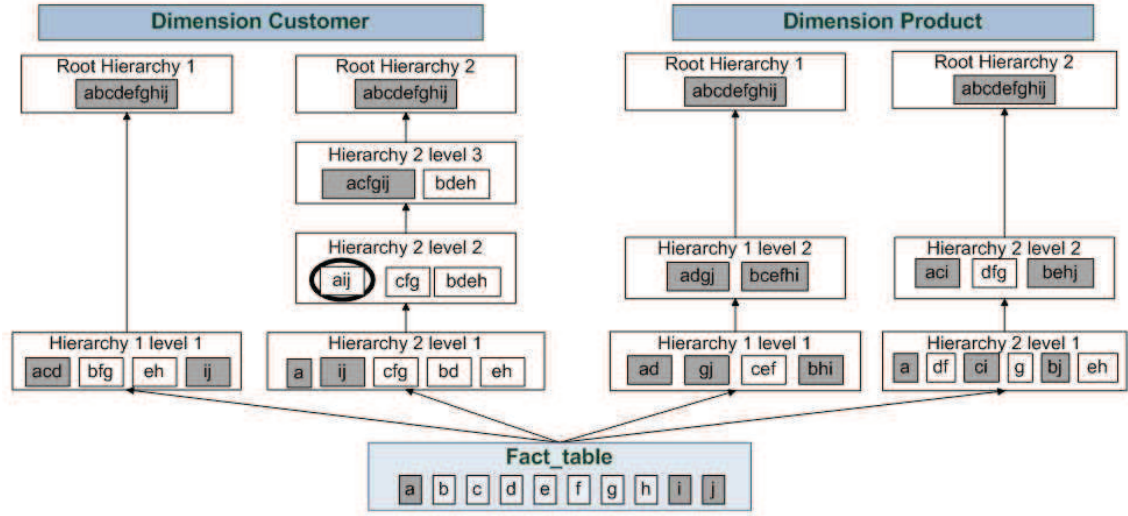 Dimension Customer
Dimension Product
Root Hierarchy 1
abcdefghij
Root Hierarchy 2
abcdefghij
Root Hierarchy 1
abcdefghij
Root Hierarchy 2
abcdefghij
Hierarchy 2 level 3
acfgij bdeh
Hierarchy 2 level 2
aij cfg bdeh
Hierarchy 1 level 2
adgj bcefhi
Hierarchy 2 level 2
aci dfg behj
Hierarchy 1 level 1
acd bfg eh ij
Hierarchy 2 level 1
a ij cfg bd eh
Hierarchy 1 level 1
ad gj cef bhi
Hierarchy 2 level 1
a df ci g bj eh
Fact_table
a b c d e f g h i j